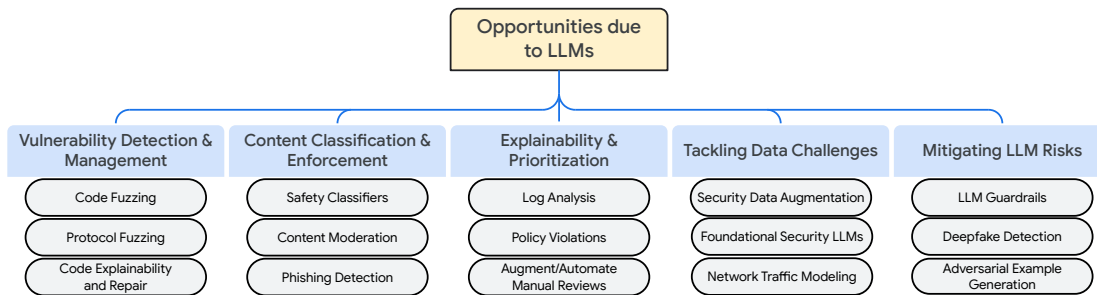 Opportunities due
to LLMs
Vulnerability Detection &
Management
Code Fuzzing
Protocol Fuzzing
Code Explainability
and Repair
Content Classification &
Enforcement
Safety Classifiers
Content Moderation
Phishing Detection
Explainability &
Prioritization
Log Analysis
Policy Violations
Augment/Automate
Manual Reviews
Tackling Data Challenges
Security Data Augmentation
Foundational Security LLMs
Network Traffic Modeling
Mitigating LLM Risks
LLM Guardrails
Deepfake Detection
Adversarial Example
Generation